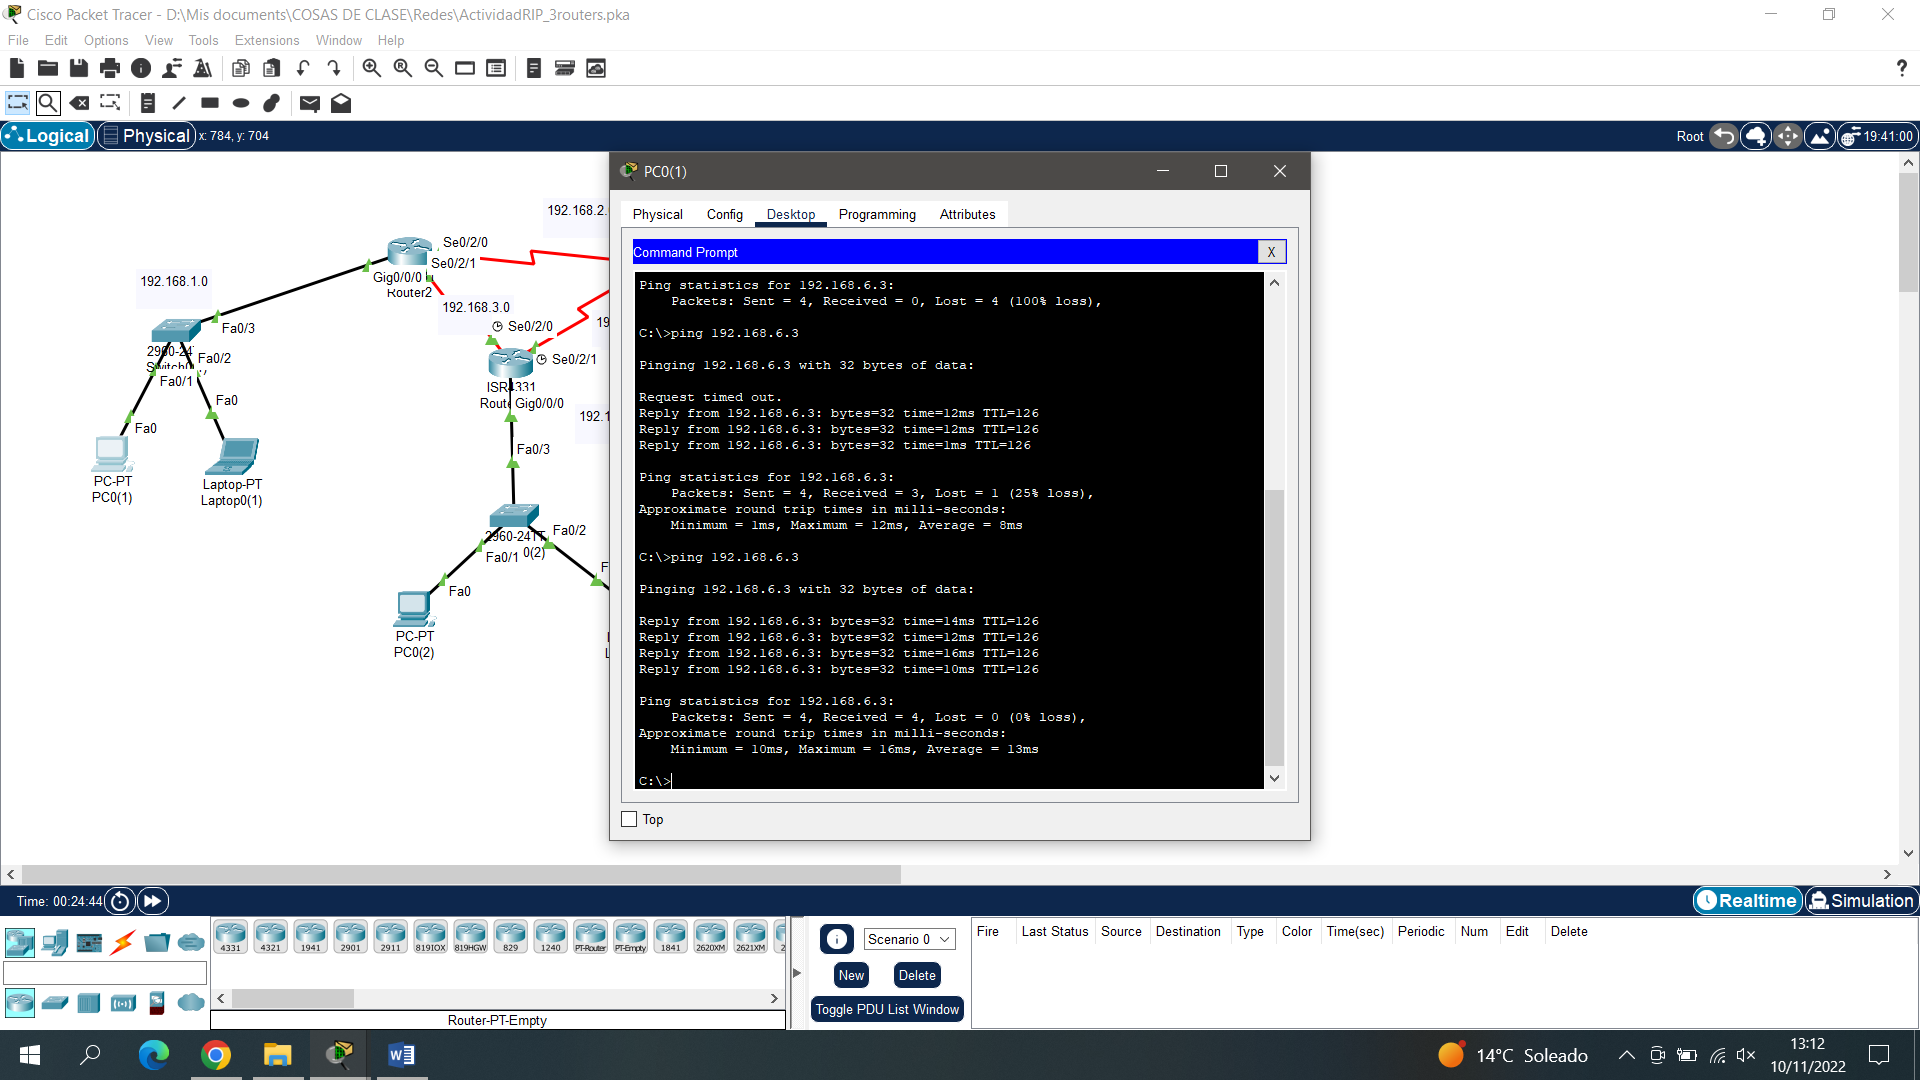 Cisco Packet Tracer - D:\Mis documents\COSAS DE CLASE\Redes\ActividadRIP_3routers.pka
File Edit Options View Tools Extensions Window Help
Logical Physical x: 784, y: 704
Root 19:41:00
PC0(1)
Physical Config Desktop Programming Attributes
Command Prompt X
Ping statistics for 192.168.6.3:
Packets: Sent = 4, Received = 0, Lost = 4 (100% loss),
C:\>ping 192.168.6.3
Pinging 192.168.6.3 with 32 bytes of data:
Request timed out.
Reply from 192.168.6.3: bytes=32 time=12ms TTL=126
Reply from 192.168.6.3: bytes=32 time=12ms TTL=126
Reply from 192.168.6.3: bytes=32 time=1ms TTL=126
Ping statistics for 192.168.6.3:
Packets: Sent = 4, Received = 3, Lost = 1 (25% loss),
Approximate round trip times in milli-seconds:
Minimum = 1ms, Maximum = 12ms, Average = 8ms
C:\>ping 192.168.6.3
Pinging 192.168.6.3 with 32 bytes of data:
Reply from 192.168.6.3: bytes=32 time=14ms TTL=126
Reply from 192.168.6.3: bytes=32 time=12ms TTL=126
Reply from 192.168.6.3: bytes=32 time=16ms TTL=126
Reply from 192.168.6.3: bytes=32 time=10ms TTL=126
Ping statistics for 192.168.6.3:
Packets: Sent = 4, Received = 4, Lost = 0 (0% loss),
Approximate round trip times in milli-seconds:
Minimum = 10ms, Maximum = 16ms, Average = 13ms
C:\>
Top
192.168.2.
Se0/2/0
Se0/2/1
Gig0/0/0
Router2
192.168.1.0
192.168.3.0
Se0/2/0
19
Fa0/3
2960-24
Fa0/2
Fa0/1
Se0/2/1
ISR4331
Gig0/0/0
Fa0
192.1
Fa0
Fa0/3
PC-PT
PC0(1)
Laptop-PT
Laptop0(1)
2960-24TT
Fa0/2
Fa0/1
0(2)
F
Fa0
PC-PT
PC0(2)
L
Time: 00:24:44
Realtime Simulation
4331 4321 1941 2901 2911 819IOX 819HGW 829 1240 PT-Router PT-Empty 1841 2620XM 2621XM 2
Router-PT-Empty
Scenario 0
New Delete
Toggle PDU List Window
Fire Last Status Source Destination Type Color Time(sec) Periodic Num Edit Delete
14°C Soleado
13:12
10/11/2022